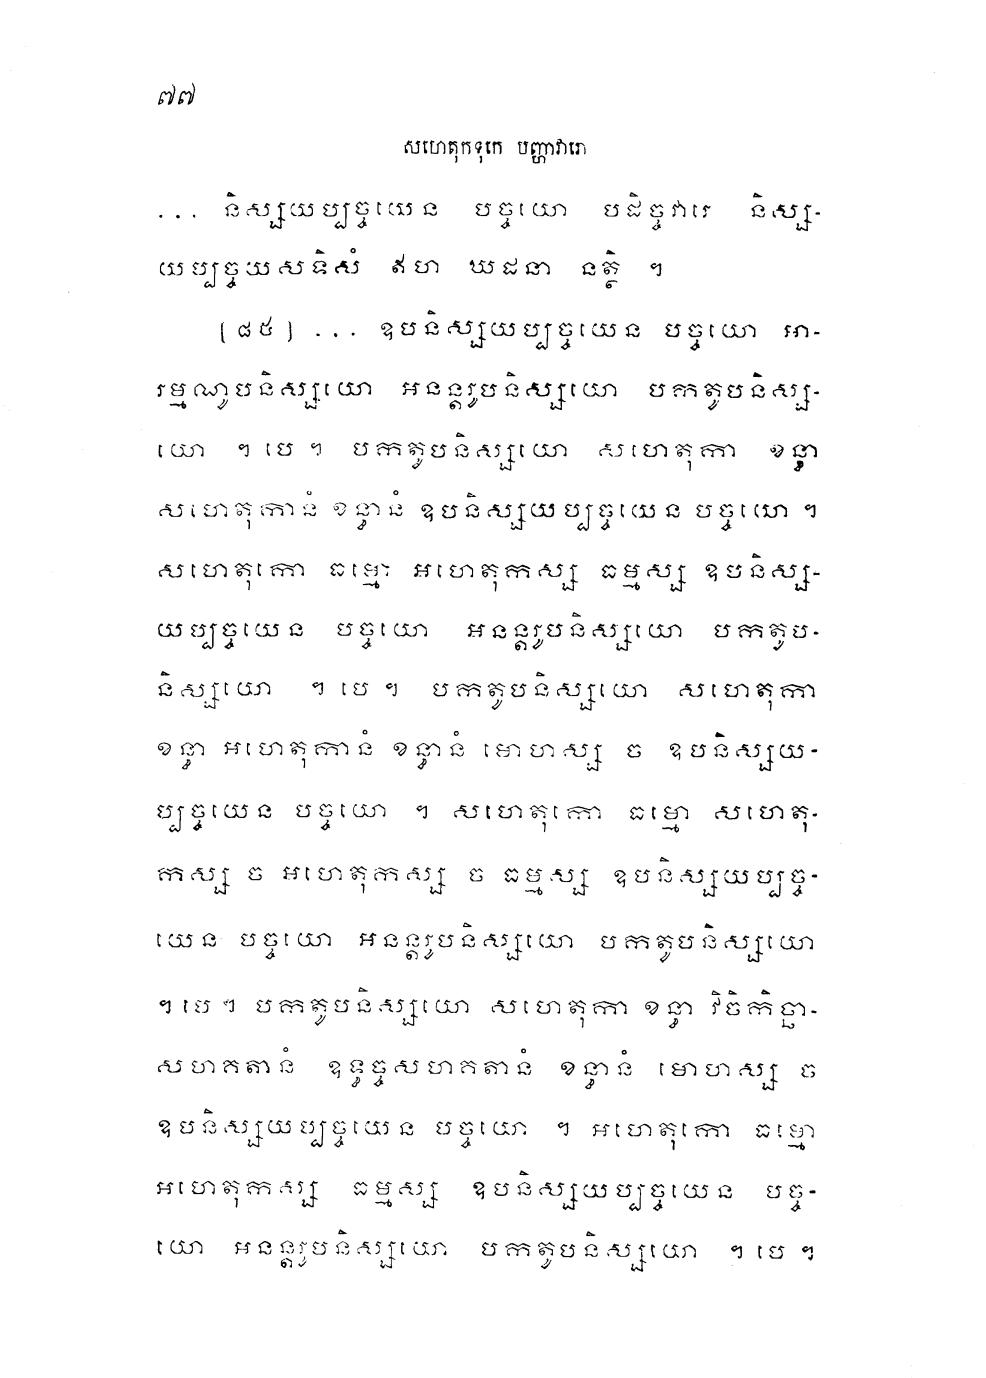 ៧៧
សហេតុកទុកេ បញ្ហាវារោ
... និស្សយប្បច្ចយេន បច្ចយោ បដិច្ចវារេ និស្ស-
យប្បច្ចយសទិសំ ឥហ ឃដនា នត្ថិ ។
[៨៥] ... ឧបនិស្សយប្បច្ចយេន បច្ចយោ អា-
រម្មណូបនិស្សយោ អនន្តរូបនិស្សយោ បកតូបនិស្ស-
យោ ។ បេ ។ បកតូបនិស្សយោ សហេតុកា ខន្ធា
សហេតុកានំ ខន្ធានំ ឧបនិស្សយប្បច្ចយេន បច្ចយោ ។
សហេតុកោ ធម្មោ អហេតុកស្ស ធម្មស្ស ឧបនិស្ស-
យប្បច្ចយេន បច្ចយោ អនន្តរូបនិស្សយោ បកតូប-
និស្សយោ ។ បេ ។ បកតូបនិស្សយោ សហេតុកា
ខន្ធា អហេតុកានំ ខន្ធានំ មោហស្ស ច ឧបនិស្សយ-
ប្បច្ចយេន បច្ចយោ ។ សហេតុកោ ធម្មោ សហេតុ-
កស្ស ច អហេតុកស្ស ច ធម្មស្ស ឧបនិស្សយប្បច្ច-
យេន បច្ចយោ អនន្តរូបនិស្សយោ បកតូបនិស្សយោ
។ បេ ។ បកតូបនិស្សយោ សហេតុកា ខន្ធា វិចិកិច្ឆា-
សហគតានំ ឧទ្ធច្ចសហគតានំ ខន្ធានំ មោហស្ស ច
ឧបនិស្សយប្បច្ចយេន បច្ចយោ ។ អហេតុកោ ធម្មោ
អហេតុកស្ស ធម្មស្ស ឧបនិស្សយប្បច្ចយេន បច្ច-
យោ អនន្តរូបនិស្សយោ បកតូបនិស្សយោ ។ បេ ។